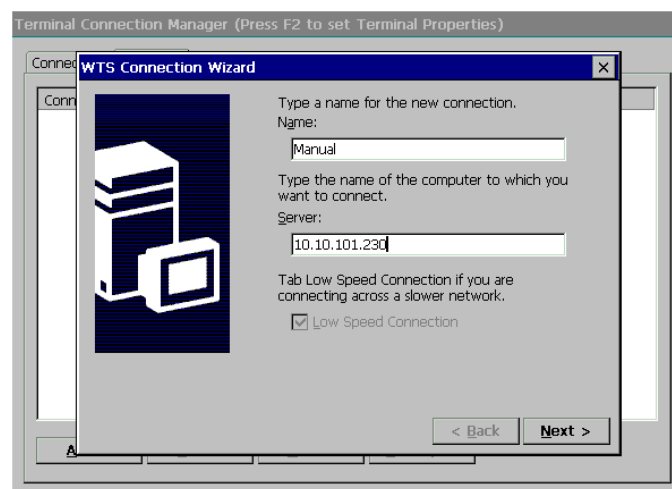 Terminal Connection Manager (Press F2 to set Terminal Properties)
WTS Connection Wizard
Type a name for the new connection.
Name:
Manual
Type the name of the computer to which you
want to connect.
Server:
10.10.101.230
Tab Low Speed Connection if you are
connecting across a slower network.
Low Speed Connection
< Back
Next >